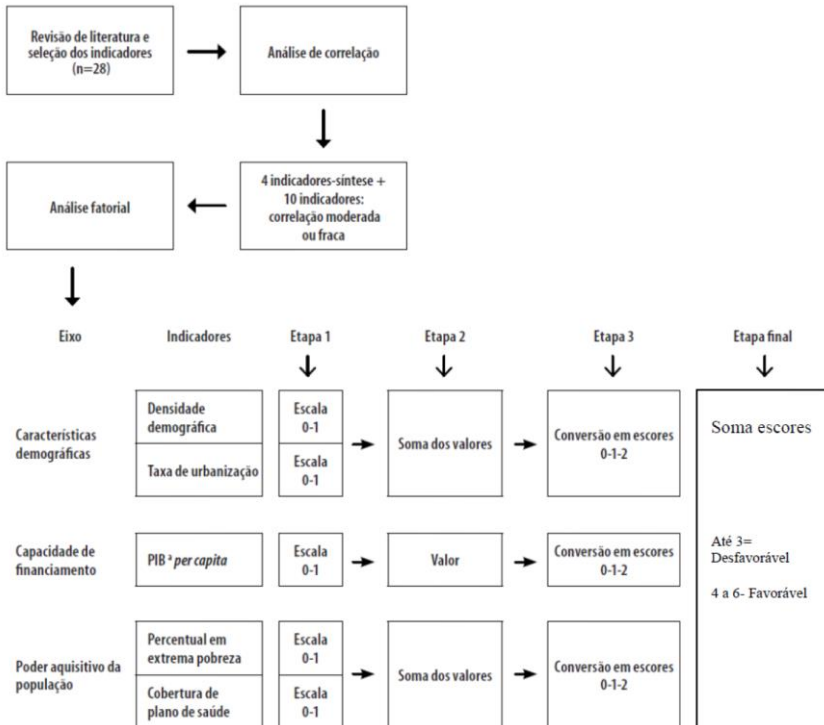 Revisão de literatura e
seleção dos indicadores
(n=28)
Análise de correlação
Análise fatorial
4 indicadores-síntese +
10 indicadores:
correlação moderada
ou fraca
Eixo
Indicadores
Etapa 1
Etapa 2
Etapa 3
Etapa final
Características
demográficas
Densidade
demográfica
Escala
0-1
Taxa de urbanização
Escala
0-1
Soma dos valores
Conversão em escores
0-1-2
Soma escores
Capacidade de
financiamento
PIB ª per capita
Escala
0-1
Valor
Conversão em escores
0-1-2
Até 3=
Desfavorável
4 a 6- Favorável
Poder aquisitivo da
população
Percentual em
extrema pobreza
Escala
0-1
Cobertura de
plano de saúde
Escala
0-1
Soma dos valores
Conversão em escores
0-1-2